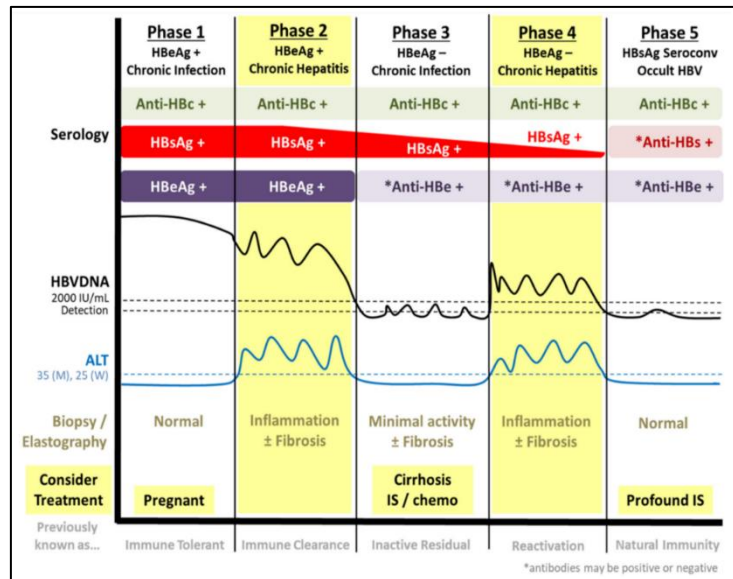 Phase 1 Phase 2 Phase 3 Phase 4 Phase 5
HBeAg + HBeAg + HBeAg – HBeAg – HBsAg Seroconv
Chronic Infection Chronic Hepatitis Chronic Infection Chronic Hepatitis Occult HBV
Anti-HBc + Anti-HBc + Anti-HBc + Anti-HBc + Anti-HBc +
Serology HBsAg + HBsAg + HBsAg + HBsAg + *Anti-HBs +
HBeAg + HBeAg + *Anti-HBe + *Anti-HBe + *Anti-HBe +
HBVDNA
2000 IU/mL
Detection
ALT
35 (M), 25 (W)
Biopsy / Normal Inflammation Minimal activity Inflammation Normal
Elastography ± Fibrosis ± Fibrosis ± Fibrosis
Consider Cirrhosis
Treatment Pregnant IS / chemo Profound IS
Previously
known as... Immune Tolerant Immune Clearance Inactive Residual Reactivation Natural Immunity
*antibodies may be positive or negative